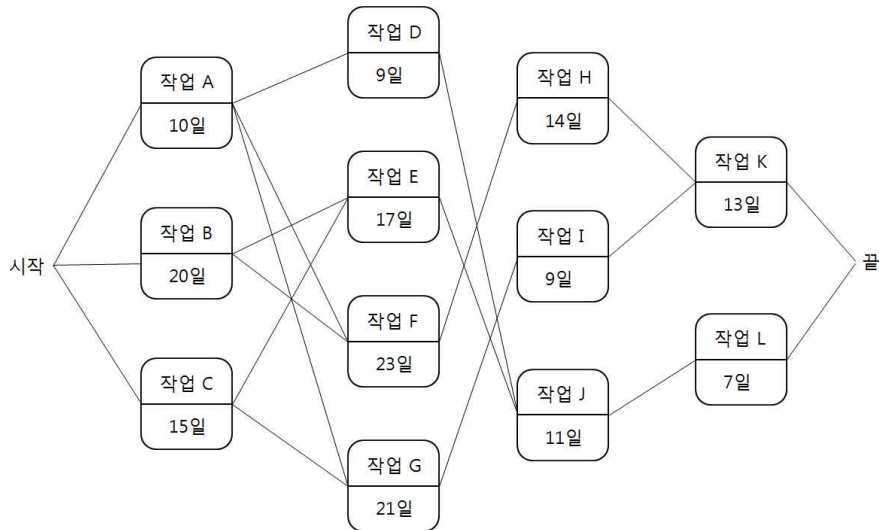 시작
작업 A
10일
작업 B
20일
작업 C
15일
작업 D
9일
작업 E
17일
작업 F
23일
작업 G
21일
작업 H
14일
작업 I
9일
작업 J
11일
작업 K
13일
작업 L
7일
끝